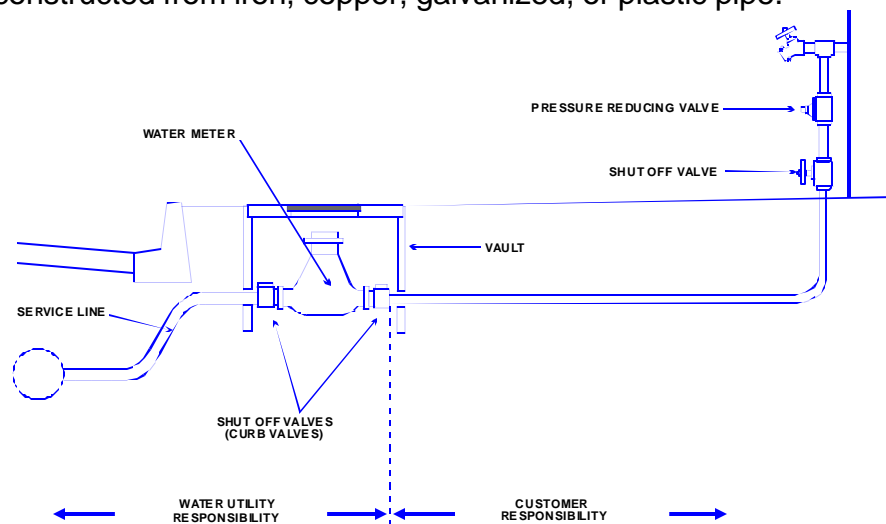 constructed from iron, copper, galvanized, or plastic pipe.
PRESSURE REDUCING VALVE
WATER METER
SHUT OFF VALVE
VAULT
SERVICE LINE
SHUT OFF VALVES
(CURB VALVES)
WATER UTILITY
RESPONSIBILITY
CUSTOMER
RESPONSIBILITY